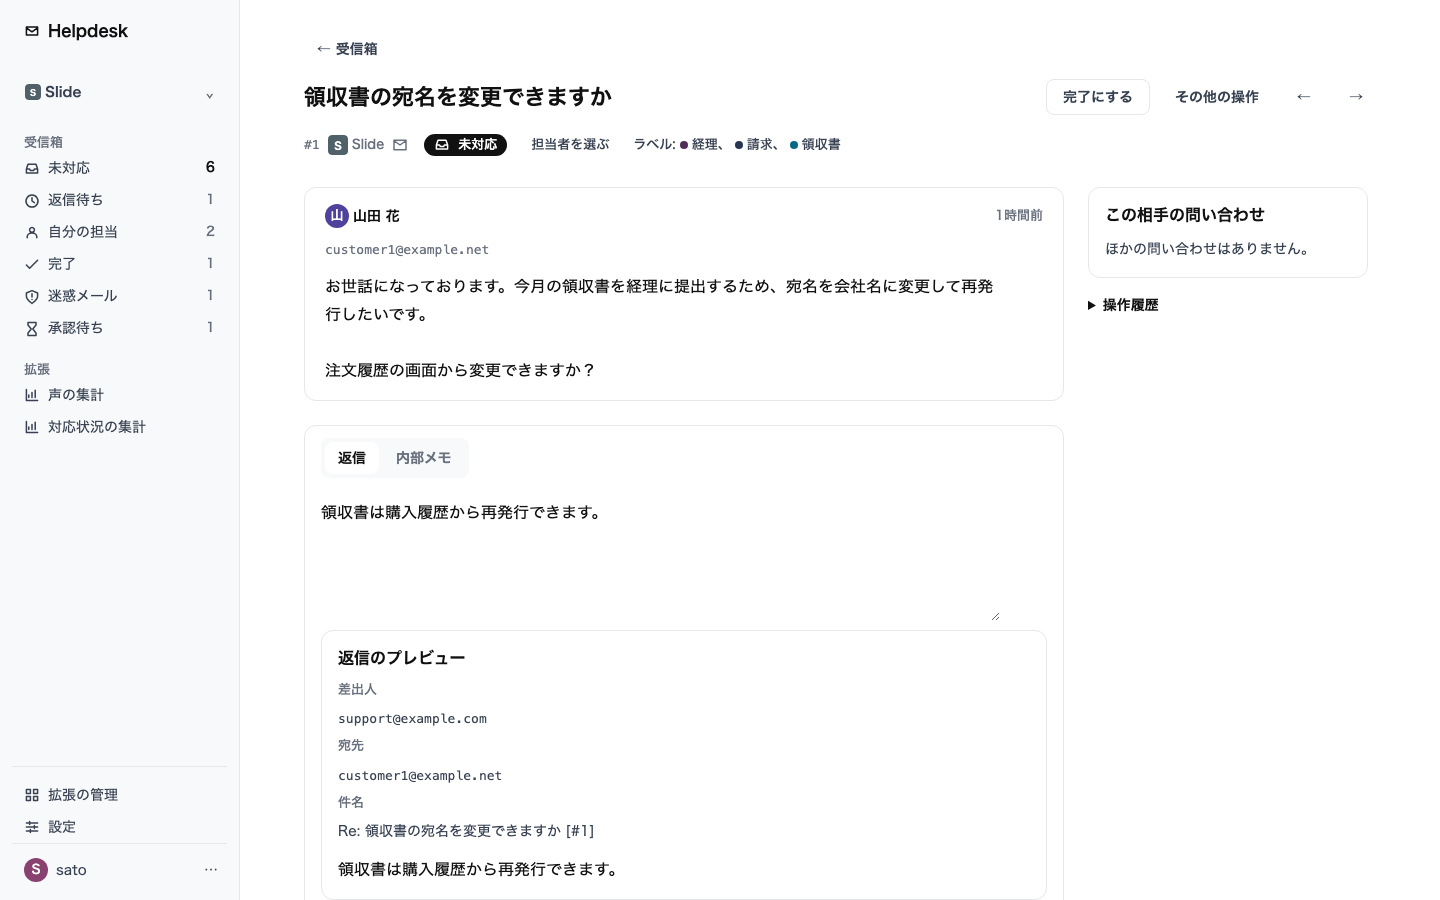 Helpdesk
S Slide
受信箱
未対応 6
返信待ち 1
自分の担当 2
完了 1
迷惑メール 1
承認待ち 1
拡張
声の集計
対応状況の集計
拡張の管理
設定
S sato ···
← 受信箱
領収書の宛名を変更できますか
完了にする その他の操作 ← →
#1 S Slide 未対応 担当者を選ぶ ラベル: 経理、 請求、 領収書
山 山田 花 1時間前
customer1@example.net
お世話になっております。今月の領収書を経理に提出するため、宛名を会社名に変更して再発
行したいです。
注文履歴の画面から変更できますか？
返信 内部メモ
領収書は購入履歴から再発行できます。
返信のプレビュー
差出人
support@example.com
宛先
customer1@example.net
件名
Re: 領収書の宛名を変更できますか [#1]
領収書は購入履歴から再発行できます。
この相手の問い合わせ
ほかの問い合わせはありません。
▶ 操作履歴